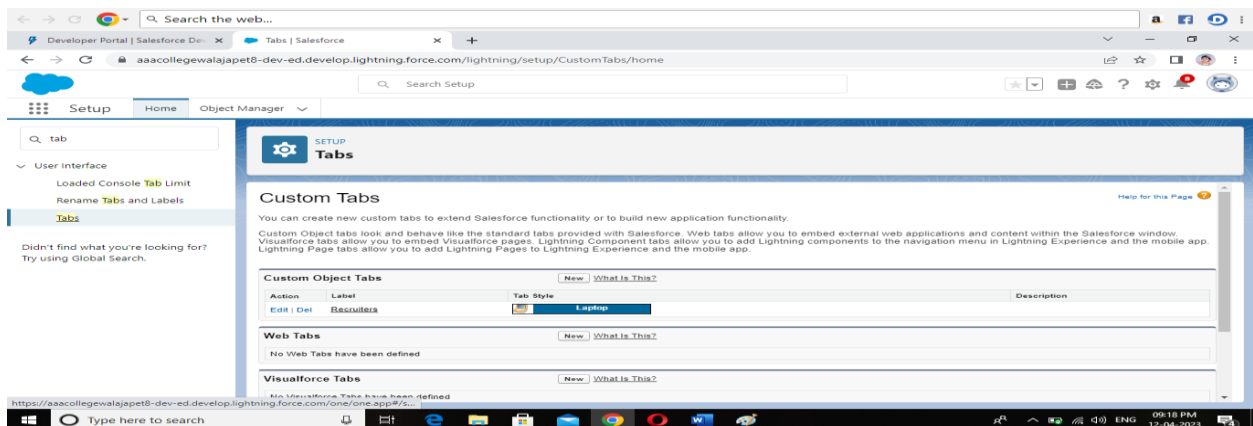 Search the web...
Developer Portal | Salesforce De
Tabs | Salesforce
aaacollegewalajapet8-dev-ed.develop.lightning.force.com/lightning/setup/CustomTabs/home
Search Setup
Setup
Home
Object Manager
tab
User Interface
Loaded Console Tab Limit
Rename Tabs and Labels
Tabs
Didn't find what you're looking for?
Try using Global Search.
SETUP
Tabs
Custom Tabs
Help for this Page
You can create new custom tabs to extend Salesforce functionality or to build new application functionality.
Custom Object tabs look and behave like the standard tabs provided with Salesforce. Web tabs allow you to embed external web applications and content within the Salesforce window.
Visualforce tabs allow you to embed Visualforce pages. Lightning Component tabs allow you to add Lightning components to the navigation menu in Lightning Experience and the mobile app.
Lightning Page tabs allow you to add Lightning Pages to Lightning Experience and the mobile app.
Custom Object Tabs New What Is This?
Action Label Tab Style Description
Edit | Del Recruiters Laptop
Web Tabs New What Is This?
No Web Tabs have been defined
Visualforce Tabs New What Is This?
No Visualforce Tabs have been defined
https://aaacollegewalajapet8-dev-ed.develop.lightning.force.com/one/one.app#/s...
Type here to search
ENG
09:18 PM
12-04-2023